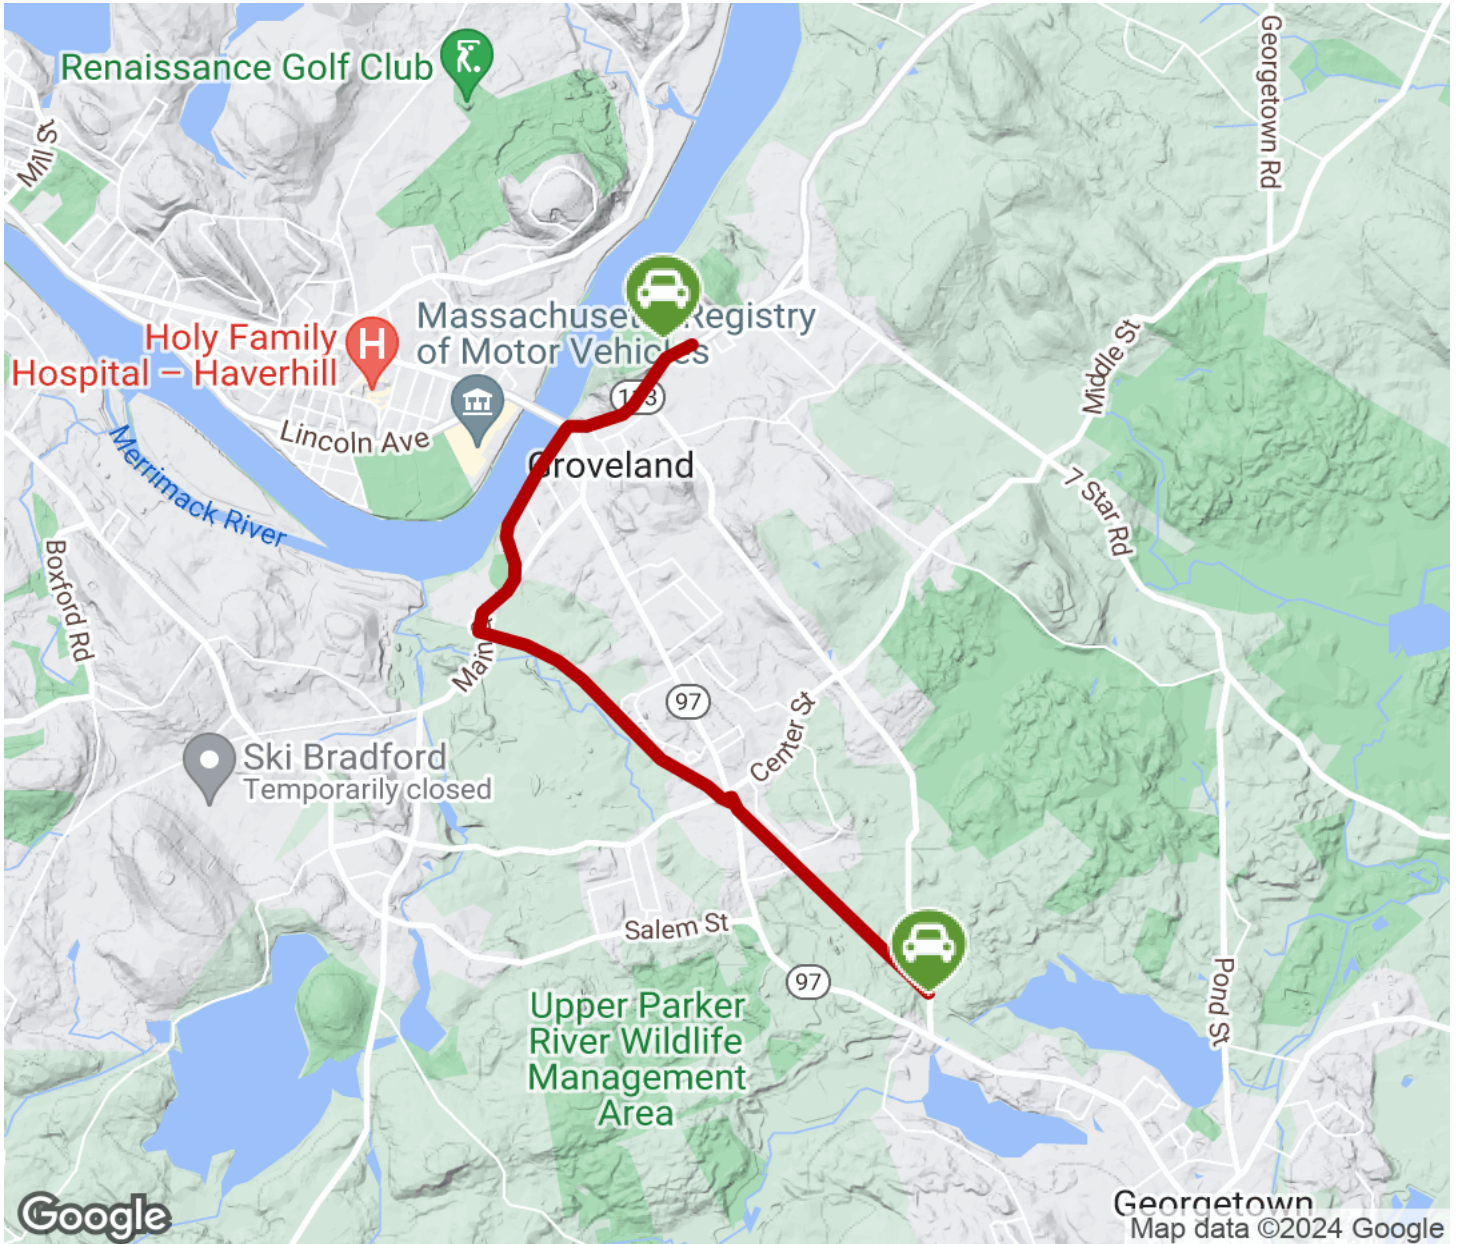 Renaissance Golf Club
Georgetown Rd
Mill St
Massachusetts Registry
of Motor Vehicles
Holy Family
Hospital – Haverhill
H
Middle St
Lincoln Ave
Groveland
Merrimack River
7 Star Rd
Boxford Rd
Main
97
Center St
Ski Bradford
Temporarily closed
Salem St
97
Pond St
Upper Parker
River Wildlife
Management
Area
Georgetown
Google
Map data ©2024 Google